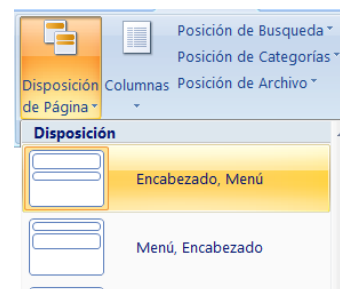 Posición de Busqueda
Posición de Categorías
Disposición de Página
Columnas
Posición de Archivo
Disposición
Encabezado, Menú
Menú, Encabezado